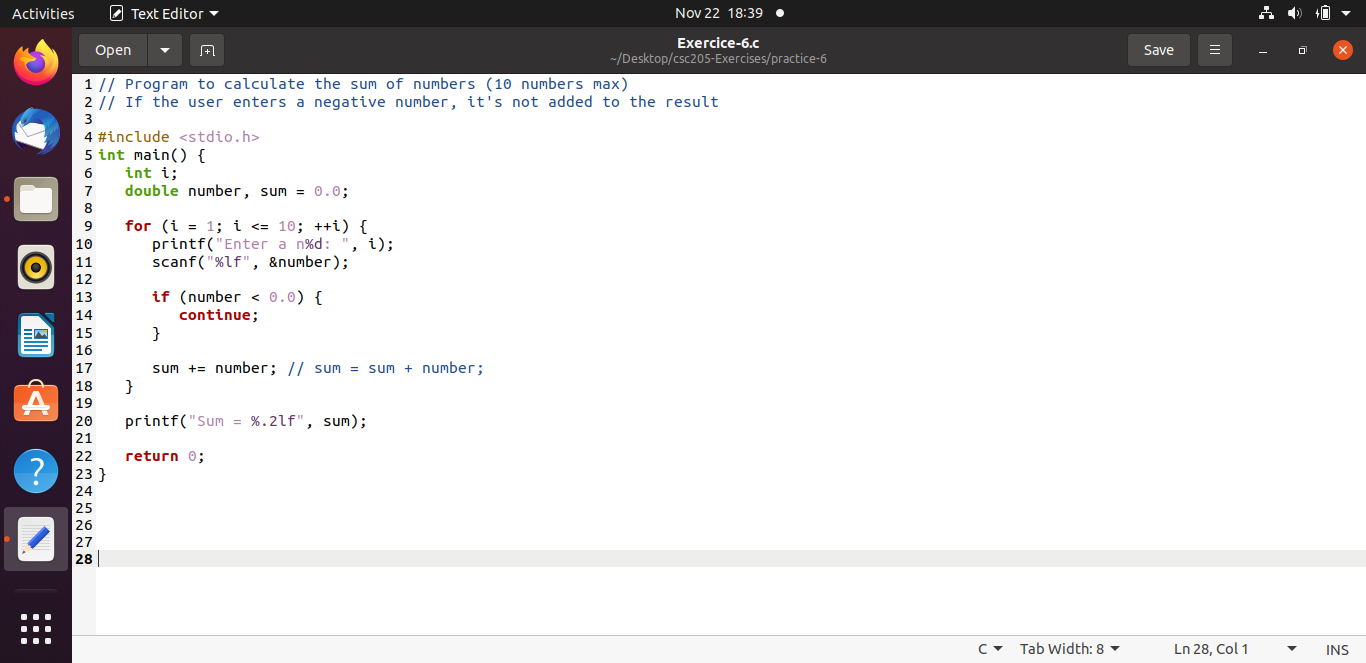 Activities Text Editor Nov 22 18:39
Open Exercice-6.c Save
~/Desktop/csc205-Exercises/practice-6
1 // Program to calculate the sum of numbers (10 numbers max)
2 // If the user enters a negative number, it's not added to the result
3
4 #include <stdio.h>
5 int main() {
6    int i;
7    double number, sum = 0.0;
8
9    for (i = 1; i <= 10; ++i) {
10       printf("Enter a n%d: ", i);
11       scanf("%lf", &number);
12
13       if (number < 0.0) {
14          continue;
15       }
16
17       sum += number; // sum = sum + number;
18    }
19
20    printf("Sum = %.2lf", sum);
21
22    return 0;
23 }
24
25
26
27
28
C Tab Width: 8 Ln 28, Col 1 INS